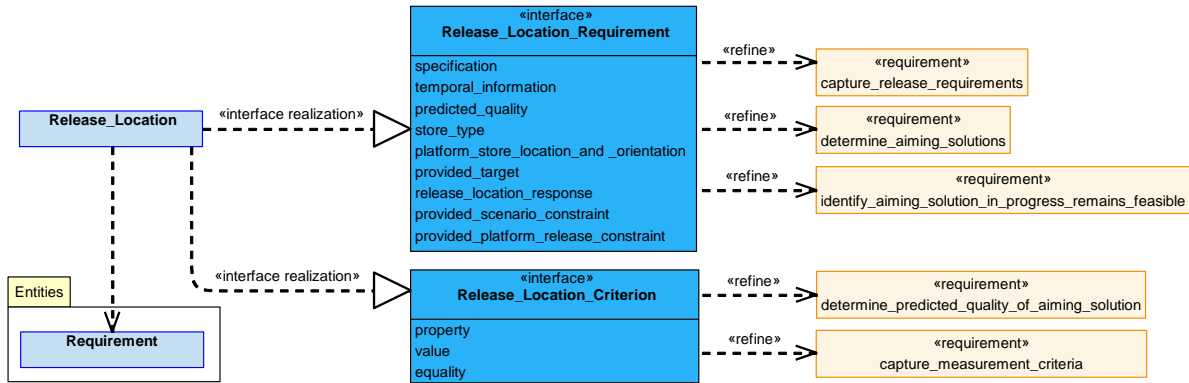 «interface»
Release_Location_Requirement
specification
temporal_information
predicted_quality
store_type
platform_store_location_and _orientation
provided_target
release_location_response
provided_scenario_constraint
provided_platform_release_constraint
«refine»
«requirement»
capture_release_requirements
«refine»
«requirement»
determine_aiming_solutions
«refine»
«requirement»
identify_aiming_solution_in_progress_remains_feasible
Release_Location
«interface realization»
«interface realization»
Entities
Requirement
«interface»
Release_Location_Criterion
property
value
equality
«refine»
«requirement»
determine_predicted_quality_of_aiming_solution
«refine»
«requirement»
capture_measurement_criteria